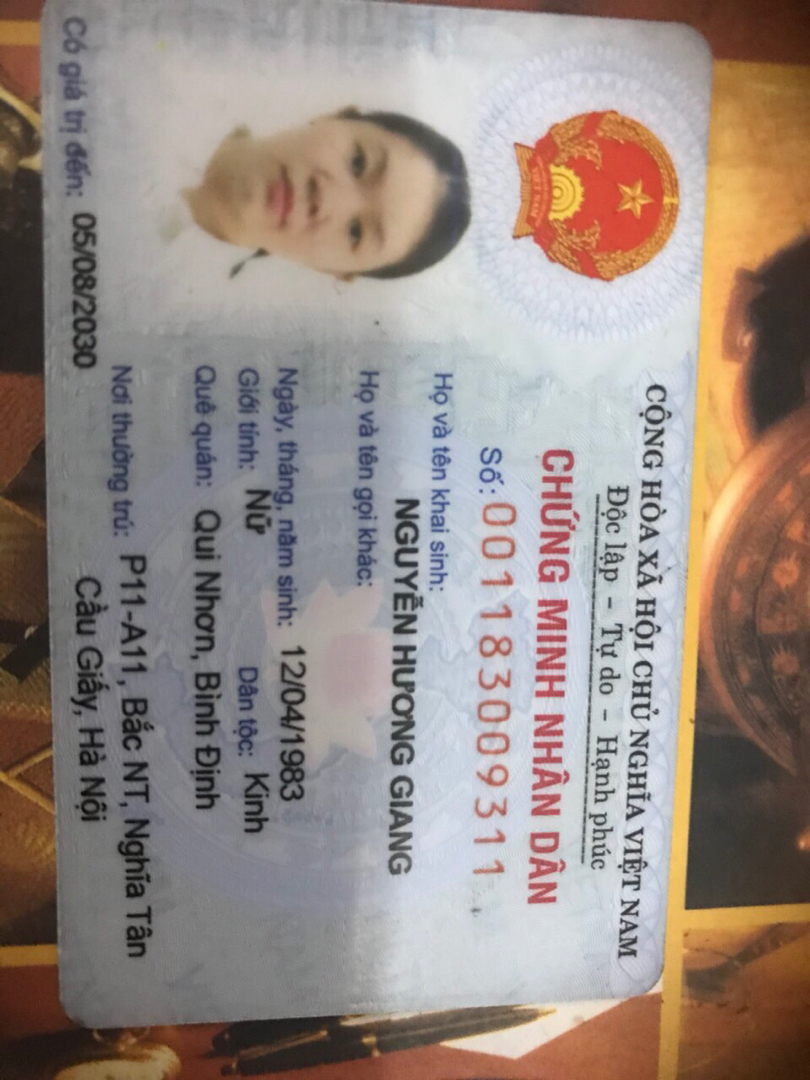 CỘNG HÒA XÃ HỘI CHỦ NGHĨA VIỆT NAM
Độc lập - Tự do - Hạnh phúc
CHỨNG MINH NHÂN DÂN
Số: 001183009311
Họ và tên khai sinh:
NGUYỄN HƯƠNG GIANG
Họ và tên gọi khác:
Ngày, tháng, năm sinh: 12/04/1983
Giới tính: Nữ Dân tộc: Kinh
Quê quán: Qui Nhơn, Bình Định
Nơi thường trú: P11-A11, Bắc NT, Nghĩa Tân
Cầu Giấy, Hà Nội
Có giá trị đến: 05/08/2030
VIỆT NAM